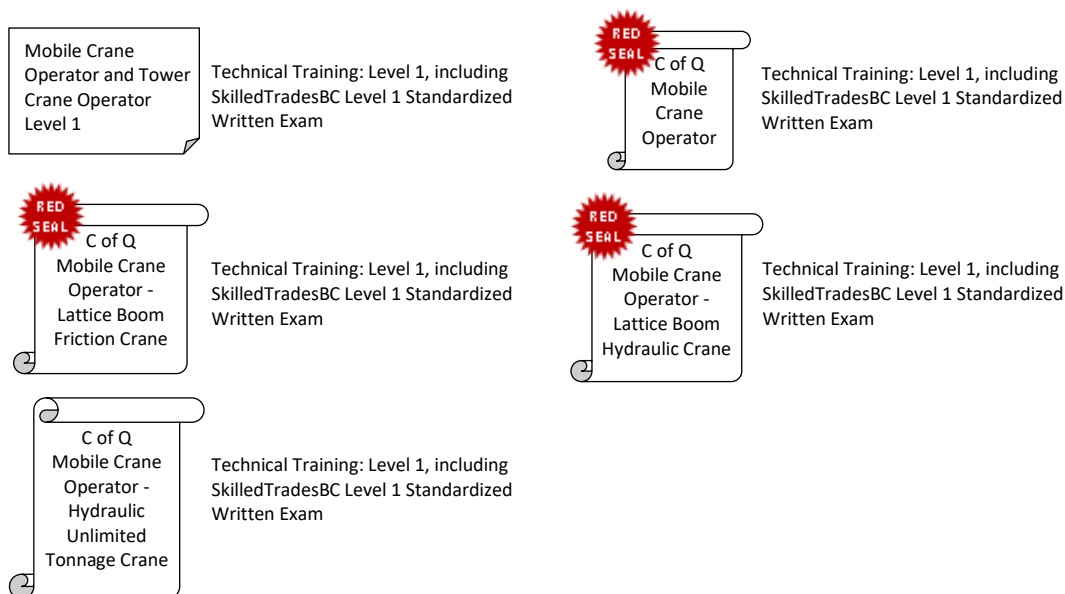 Mobile Crane
Operator and Tower
Crane Operator
Level 1
Technical Training: Level 1, including
SkilledTradesBC Level 1 Standardized
Written Exam
RED
SEAL
C of Q
Mobile
Crane
Operator
Technical Training: Level 1, including
SkilledTradesBC Level 1 Standardized
Written Exam
RED
SEAL
C of Q
Mobile Crane
Operator -
Lattice Boom
Friction Crane
Technical Training: Level 1, including
SkilledTradesBC Level 1 Standardized
Written Exam
RED
SEAL
C of Q
Mobile Crane
Operator -
Lattice Boom
Hydraulic Crane
Technical Training: Level 1, including
SkilledTradesBC Level 1 Standardized
Written Exam
C of Q
Mobile Crane
Operator -
Hydraulic
Unlimited
Tonnage Crane
Technical Training: Level 1, including
SkilledTradesBC Level 1 Standardized
Written Exam